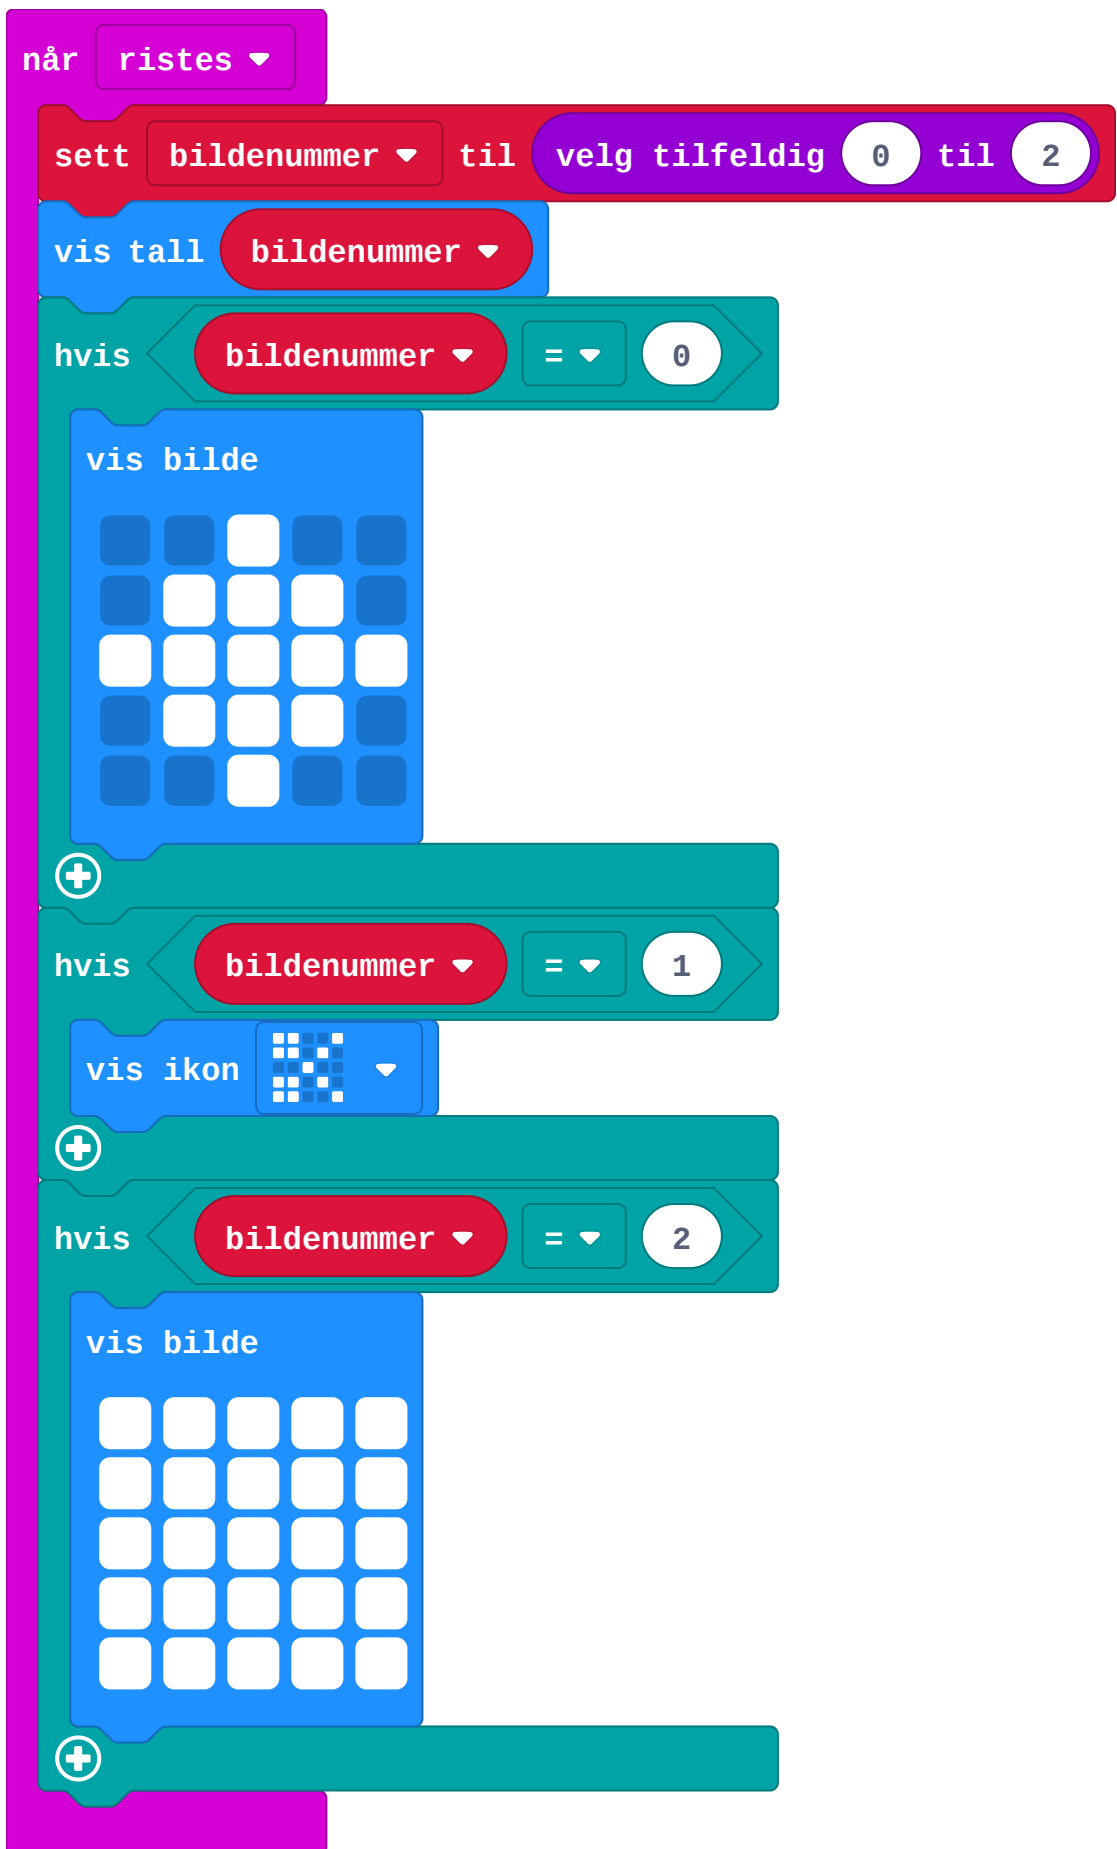 når ristes
sett bildenummer til velg tilfeldig 0 til 2
vis tall bildenummer
hvis bildenummer = 0
vis bilde
hvis bildenummer = 1
vis ikon
hvis bildenummer = 2
vis bilde